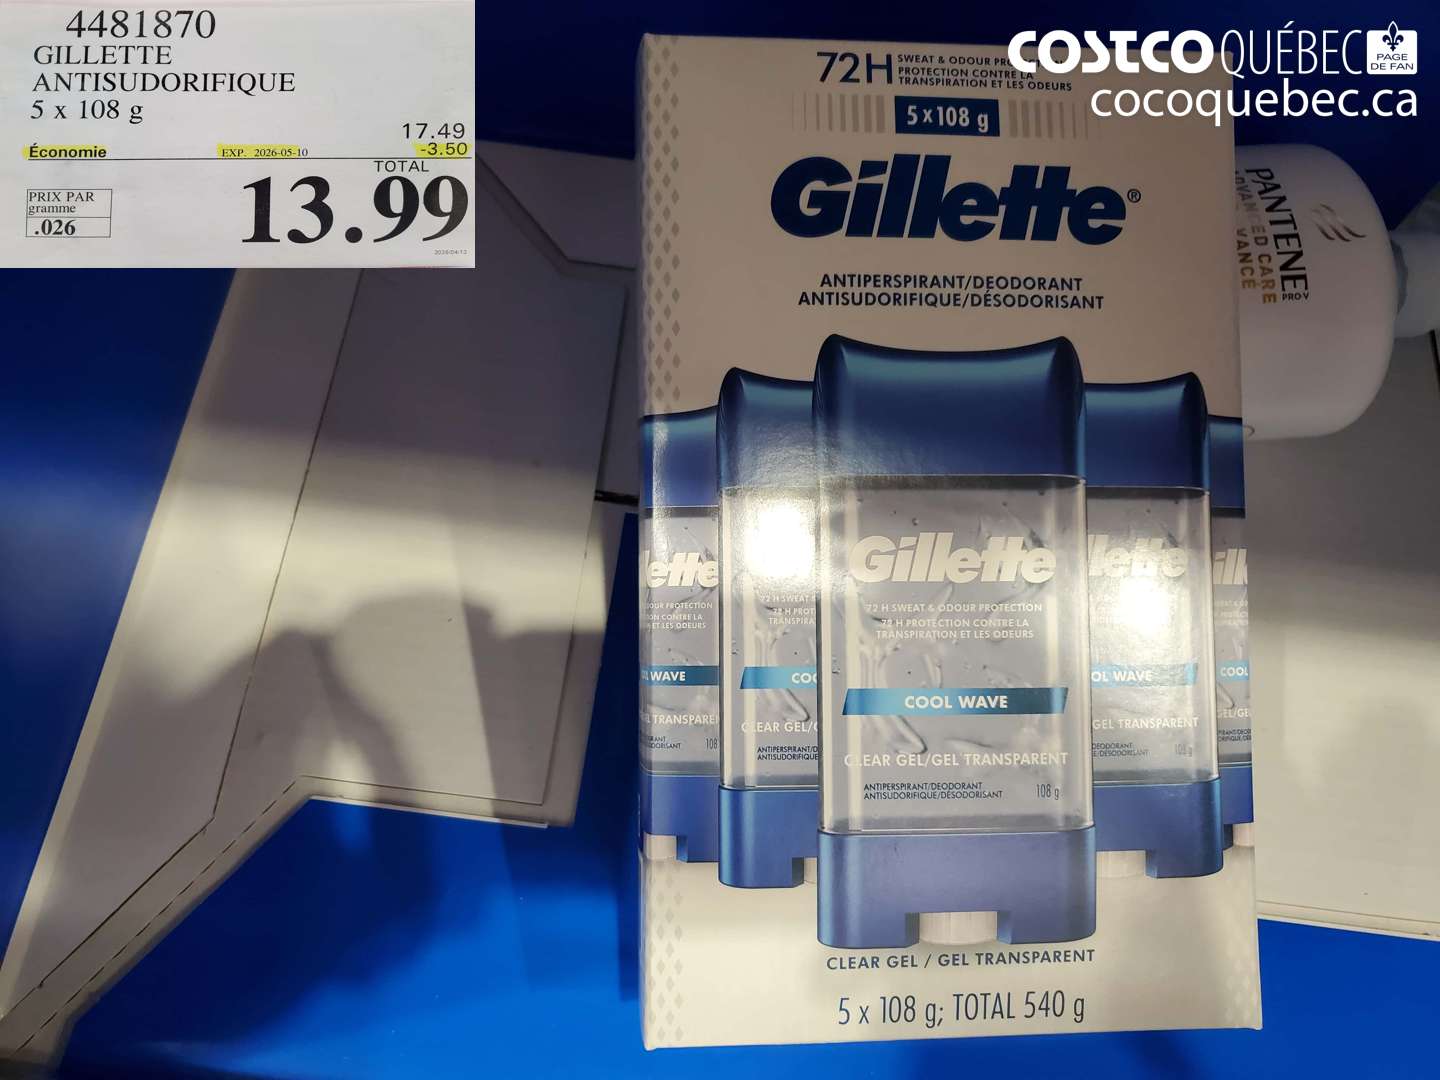 4481870
GILLETTE
ANTISUDORIFIQUE
5 x 108 g
17.49
Économie EXP. 2026-05-10 -3.50
TOTAL
13.99
PRIX PAR
gramme
.026
COSTCO QUÉBEC PAGE DE FAN
cocoquebec.ca
72H SWEAT & ODOUR
PROTECTION CONTRE LA
TRANSPIRATION ET LES ODEURS
5 x 108 g
Gillette®
ANTIPERSPIRANT/DEODORANT
ANTISUDORIFIQUE/DÉSODORISANT
PANTENE
PRO-V
CARE
Gillette
72 H SWEAT & ODOUR PROTECTION
72 H PROTECTION CONTRE LA
TRANSPIRATION ET LES ODEURS
COOL WAVE
CLEAR GEL/GEL TRANSPARENT
ANTIPERSPIRANT/DEODORANT
ANTISUDORIFIQUE/DÉSODORISANT
108 g
CLEAR GEL / GEL TRANSPARENT
5 x 108 g; TOTAL 540 g